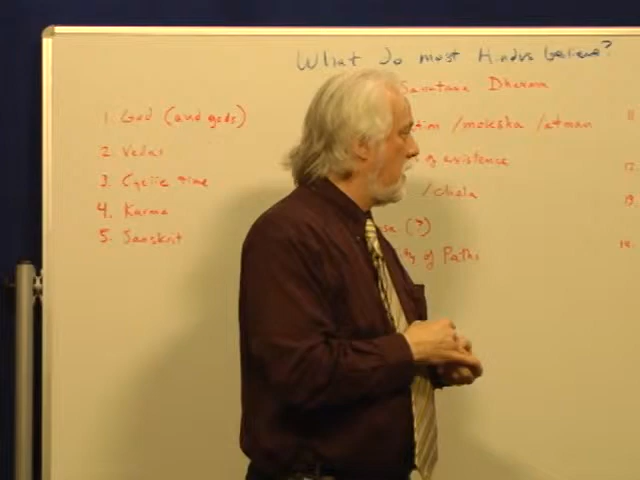 What do most Hindus believe?
1. God (and gods)
2. Vedas
3. Cyclic time
4. Karma
5. Sanskrit
Sanatana Dharma
/moksha /atman
of existence
/chela
(?)
of Paths
11
12.
13.
14.